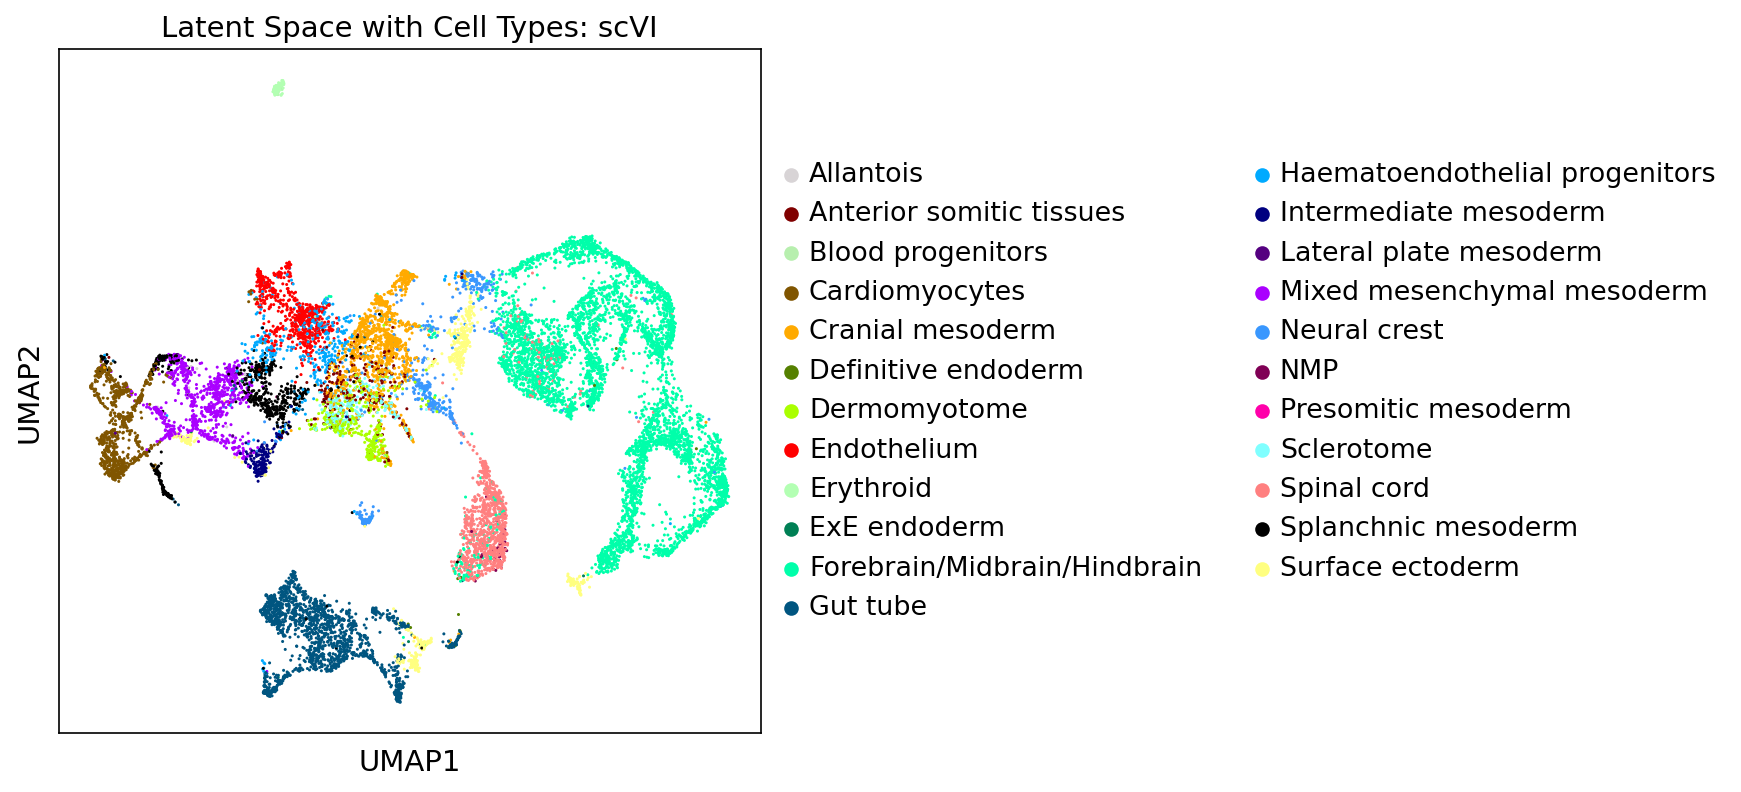 Latent Space with Cell Types: scVI
UMAP2
UMAP1
Allantois
Anterior somitic tissues
Blood progenitors
Cardiomyocytes
Cranial mesoderm
Definitive endoderm
Dermomyotome
Endothelium
Erythroid
ExE endoderm
Forebrain/Midbrain/Hindbrain
Gut tube
Haematoendothelial progenitors
Intermediate mesoderm
Lateral plate mesoderm
Mixed mesenchymal mesoderm
Neural crest
NMP
Presomitic mesoderm
Sclerotome
Spinal cord
Splanchnic mesoderm
Surface ectoderm